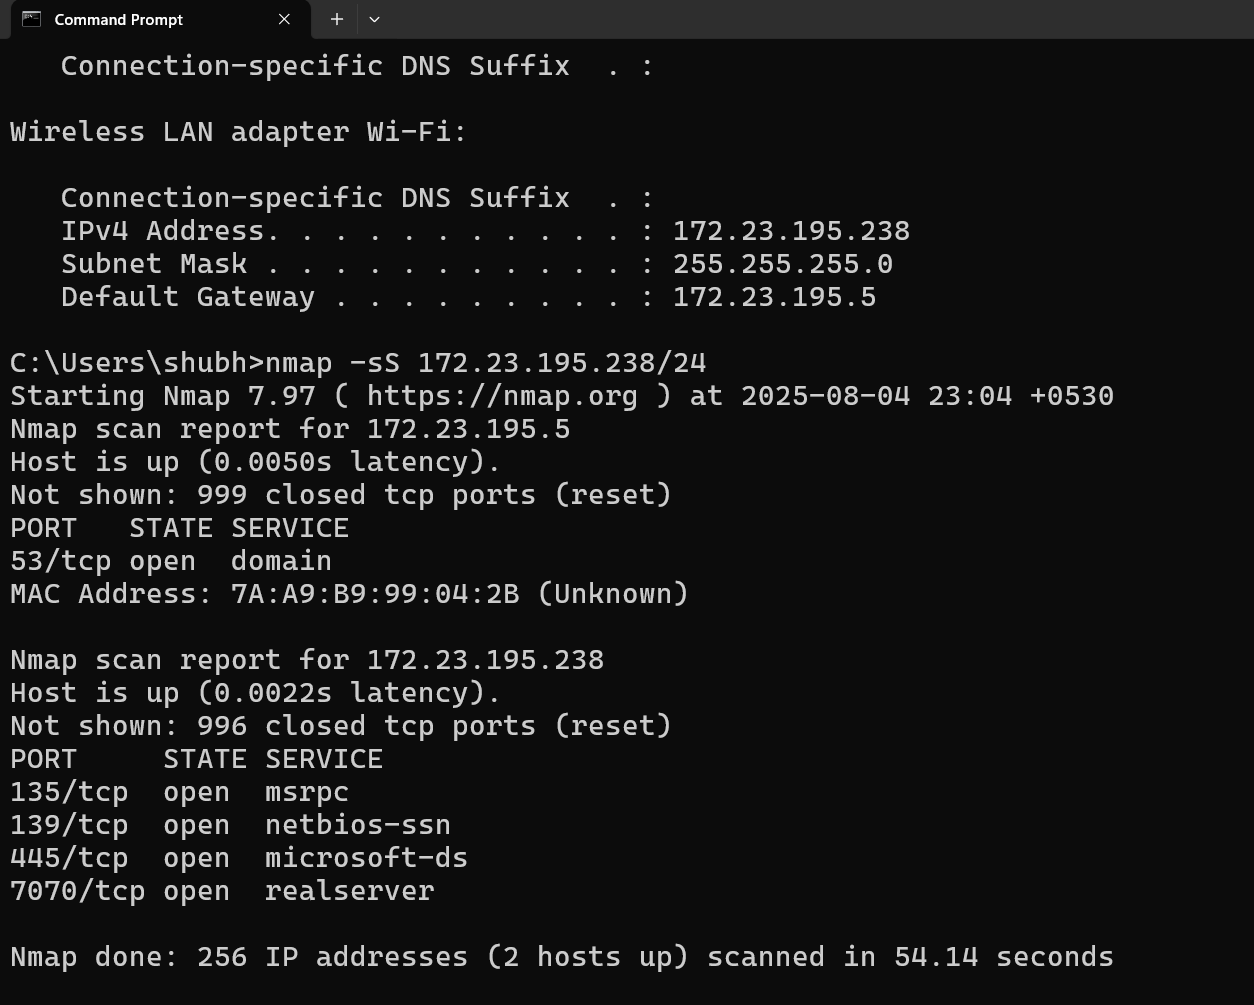 Command Prompt
   Connection-specific DNS Suffix  . :

Wireless LAN adapter Wi-Fi:

   Connection-specific DNS Suffix  . :
   IPv4 Address. . . . . . . . . . . : 172.23.195.238
   Subnet Mask . . . . . . . . . . . : 255.255.255.0
   Default Gateway . . . . . . . . . : 172.23.195.5

C:\Users\shubh>nmap -sS 172.23.195.238/24
Starting Nmap 7.97 ( https://nmap.org ) at 2025-08-04 23:04 +0530
Nmap scan report for 172.23.195.5
Host is up (0.0050s latency).
Not shown: 999 closed tcp ports (reset)
PORT   STATE SERVICE
53/tcp open  domain
MAC Address: 7A:A9:B9:99:04:2B (Unknown)

Nmap scan report for 172.23.195.238
Host is up (0.0022s latency).
Not shown: 996 closed tcp ports (reset)
PORT     STATE SERVICE
135/tcp  open  msrpc
139/tcp  open  netbios-ssn
445/tcp  open  microsoft-ds
7070/tcp open  realserver

Nmap done: 256 IP addresses (2 hosts up) scanned in 54.14 seconds